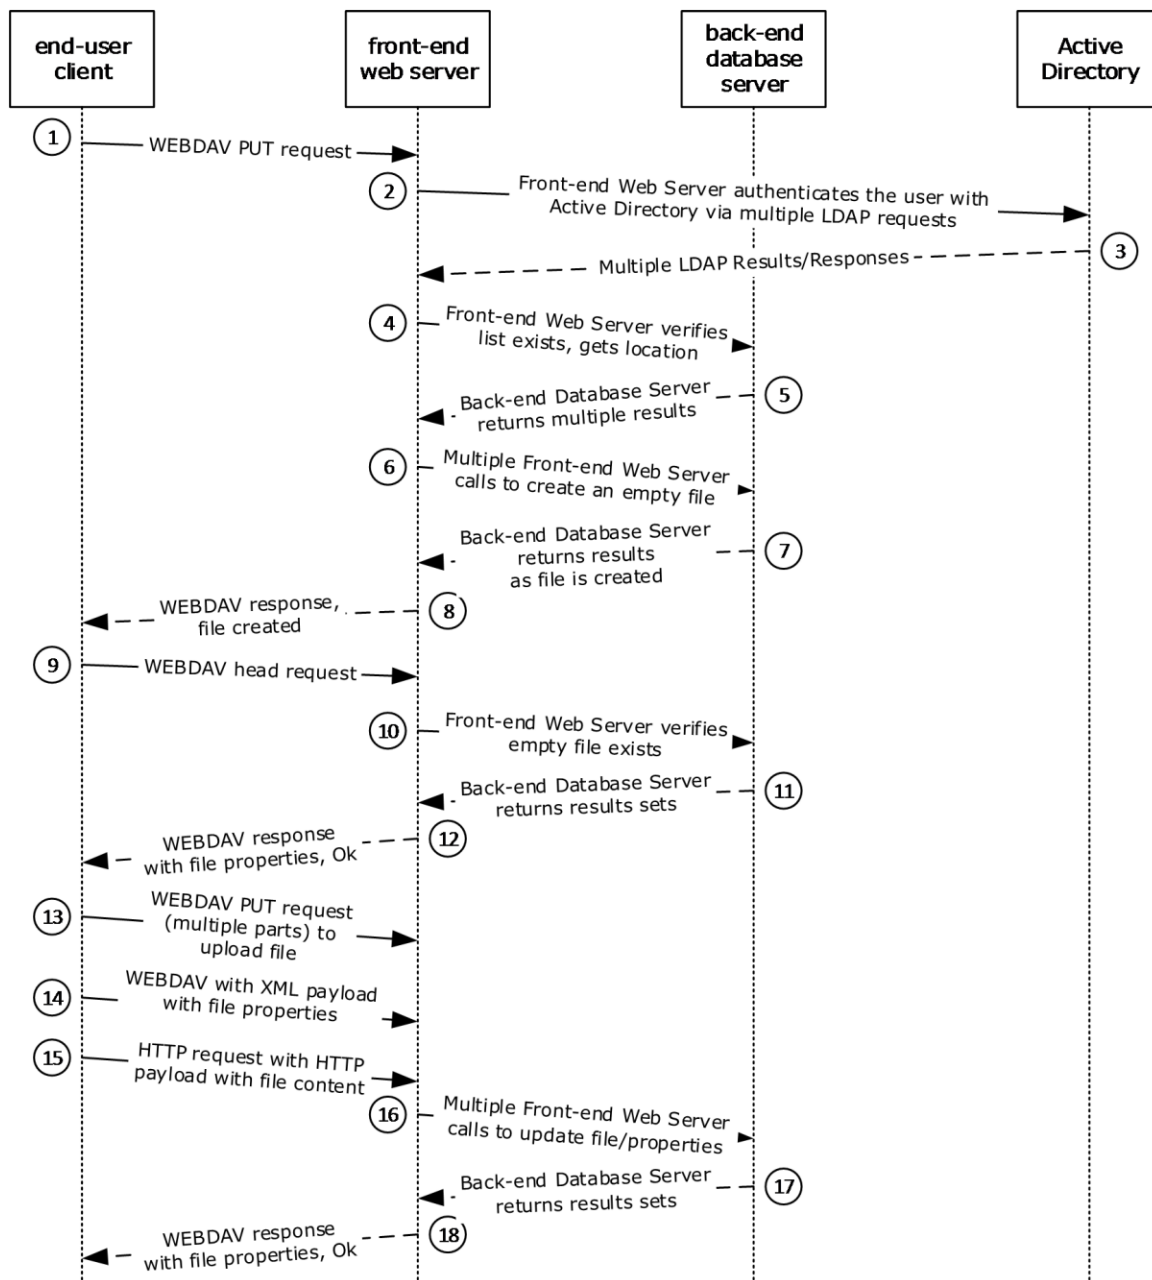 end-user
client
front-end
web server
back-end
database
server
Active
Directory
1
WEBDAV PUT request
2
Front-end Web Server authenticates the user with
Active Directory via multiple LDAP requests
3
Multiple LDAP Results/Responses
4
Front-end Web Server verifies
list exists, gets location
5
Back-end Database Server
returns multiple results
6
Multiple Front-end Web Server
calls to create an empty file
7
Back-end Database Server
returns results
as file is created
8
WEBDAV response,
file created
9
WEBDAV head request
10
Front-end Web Server verifies
empty file exists
11
Back-end Database Server
returns results sets
12
WEBDAV response
with file properties, Ok
13
WEBDAV PUT request
(multiple parts) to
upload file
14
WEBDAV with XML payload
with file properties
15
HTTP request with HTTP
payload with file content
16
Multiple Front-end Web Server
calls to update file/properties
17
Back-end Database Server
returns results sets
18
WEBDAV response
with file properties, Ok